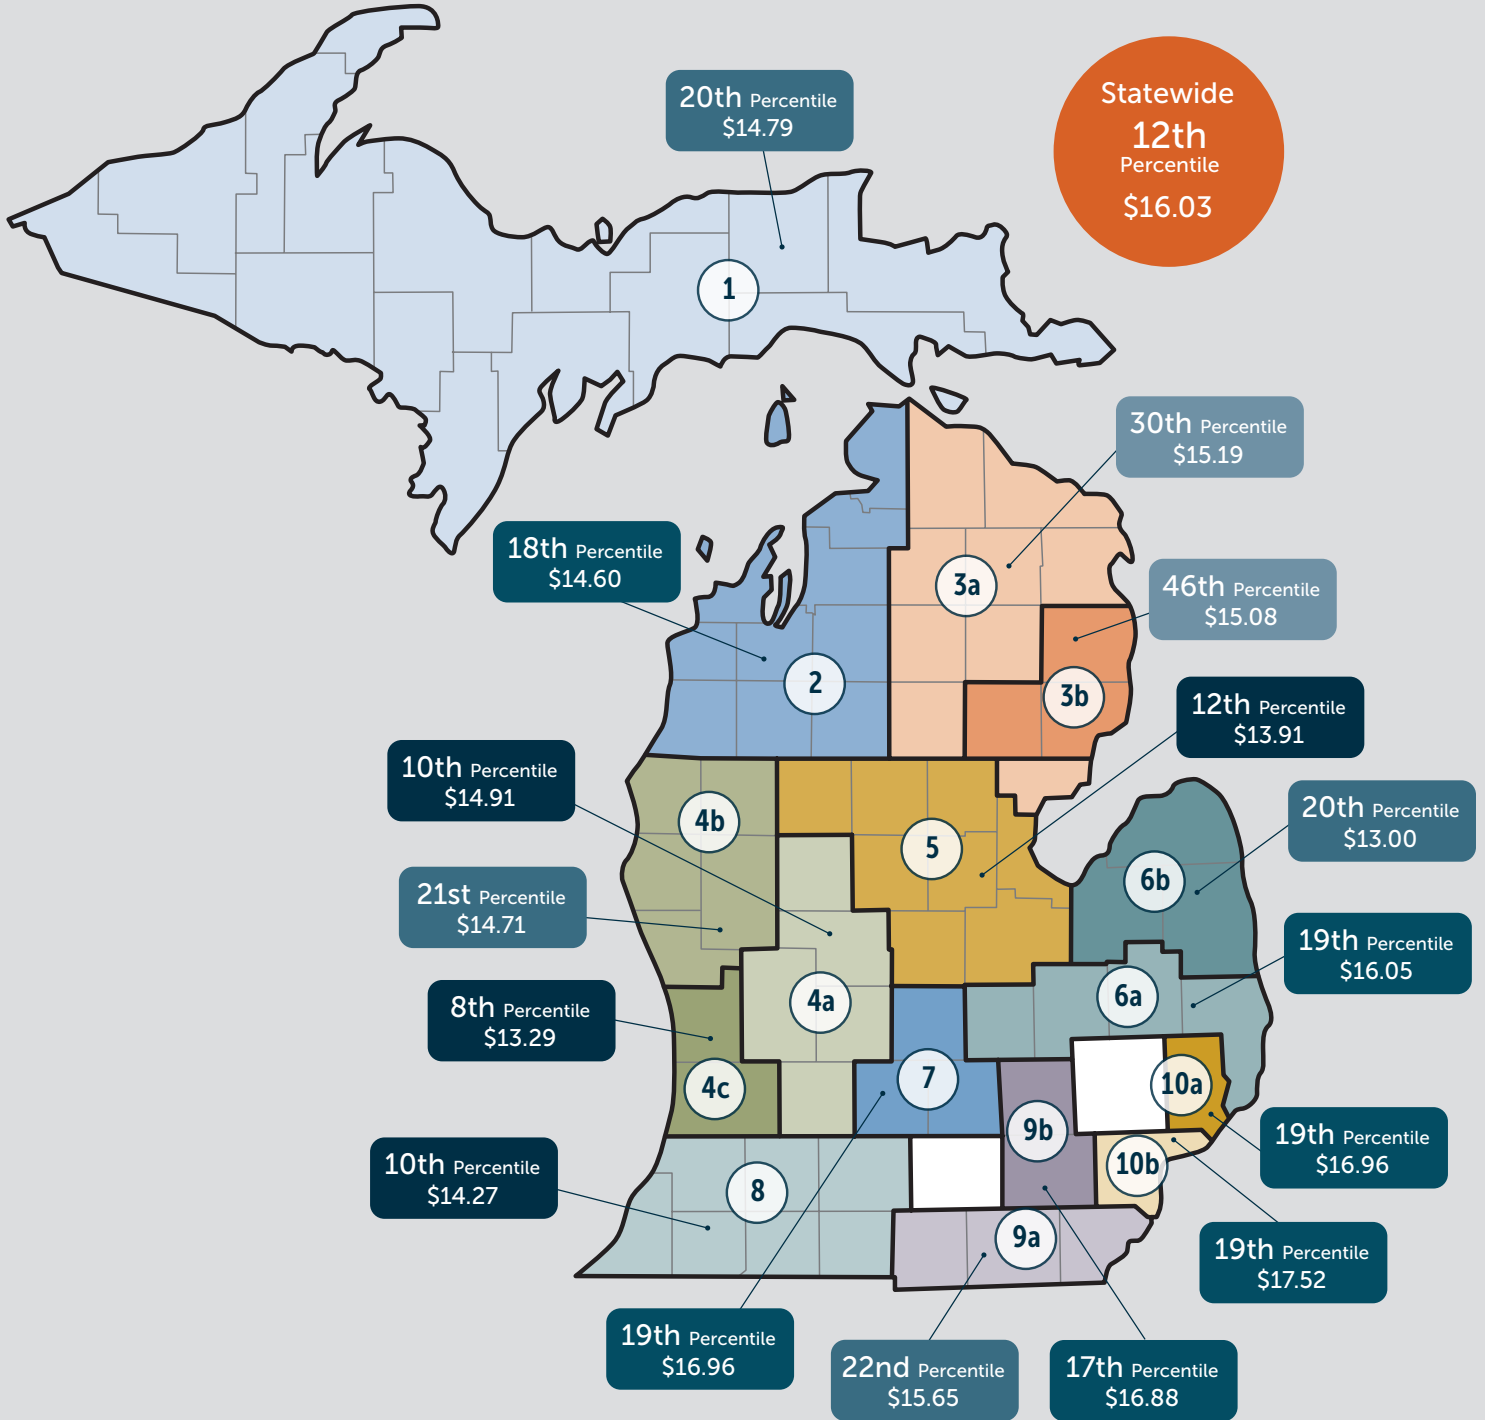 Statewide
12th
Percentile
$16.03
20th Percentile
$14.79
1
30th Percentile
$15.19
18th Percentile
$14.60
3a
46th Percentile
$15.08
2
3b
12th Percentile
$13.91
10th Percentile
$14.91
4b
5
20th Percentile
$13.00
21st Percentile
$14.71
6b
19th Percentile
$16.05
8th Percentile
$13.29
4a
6a
4c
7
10a
9b
19th Percentile
$16.96
10th Percentile
$14.27
8
10b
9a
19th Percentile
$17.52
19th Percentile
$16.96
22nd Percentile
$15.65
17th Percentile
$16.88